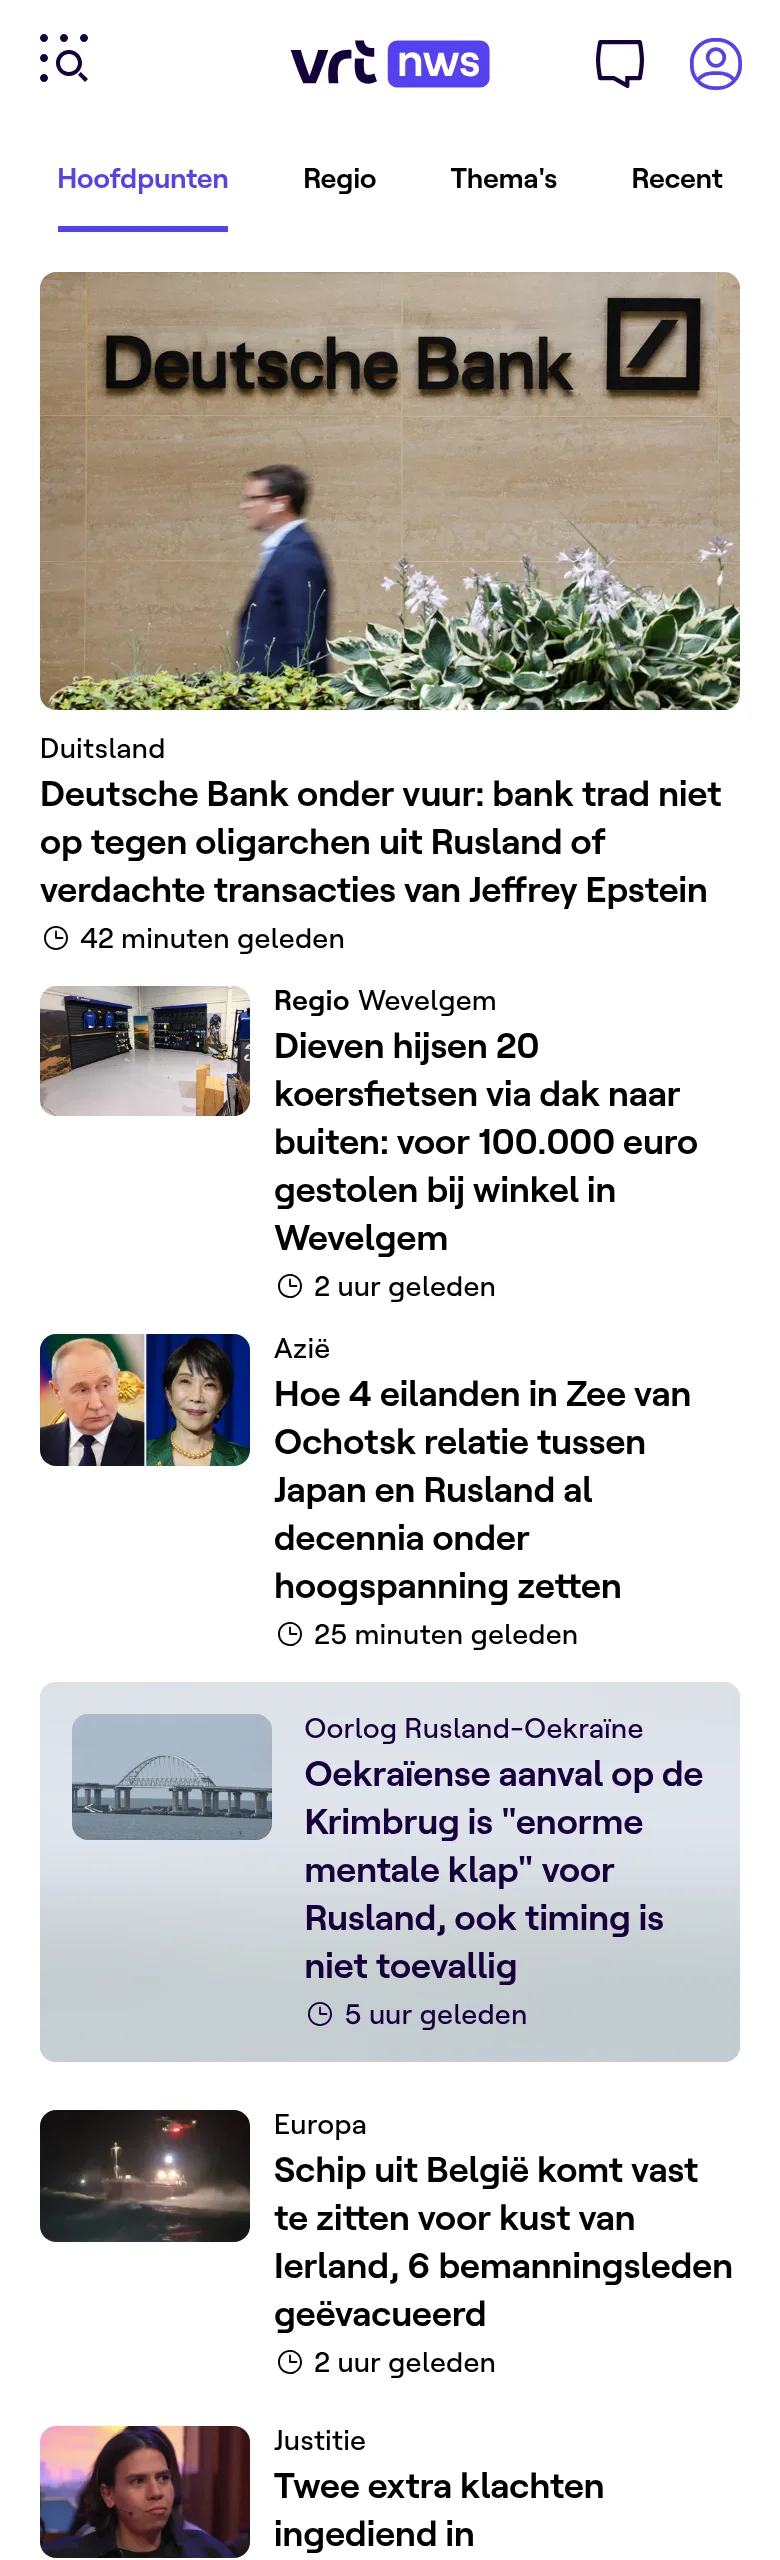 vrt nws
Hoofdpunten Regio Thema's Recent
Deutsche Bank
Duitsland
Deutsche Bank onder vuur: bank trad niet
op tegen oligarchen uit Rusland of
verdachte transacties van Jeffrey Epstein
42 minuten geleden
Regio Wevelgem
Dieven hijsen 20
koersfietsen via dak naar
buiten: voor 100.000 euro
gestolen bij winkel in
Wevelgem
2 uur geleden
Azië
Hoe 4 eilanden in Zee van
Ochotsk relatie tussen
Japan en Rusland al
decennia onder
hoogspanning zetten
25 minuten geleden
Oorlog Rusland-Oekraïne
Oekraïense aanval op de
Krimbrug is "enorme
mentale klap" voor
Rusland, ook timing is
niet toevallig
5 uur geleden
Europa
Schip uit België komt vast
te zitten voor kust van
Ierland, 6 bemanningsleden
geëvacueerd
2 uur geleden
Justitie
Twee extra klachten
ingediend in